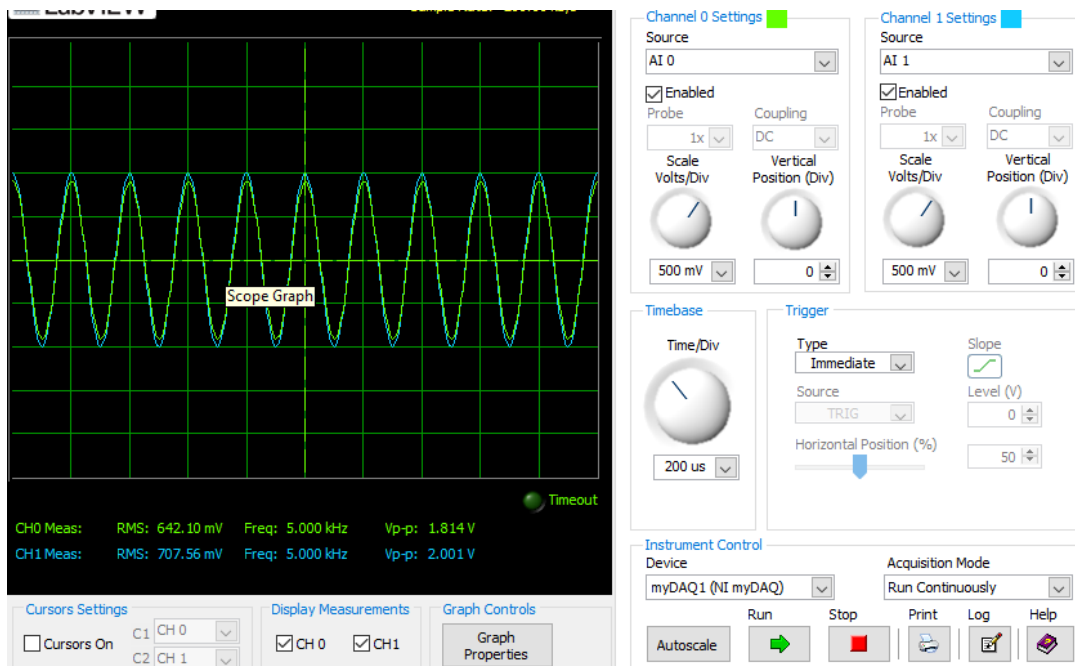 LabVIEW
Channel 0 Settings
Source
AI 0
Enabled
Probe
Coupling
1x
DC
Scale
Volts/Div
Vertical
Position (Div)
500 mV
0
Channel 1 Settings
Source
AI 1
Enabled
Probe
Coupling
1x
DC
Scale
Volts/Div
Vertical
Position (Div)
500 mV
0
Scope Graph
Timebase
Time/Div
200 us
Trigger
Type
Immediate
Slope
Source
TRIG
Level (V)
0
Horizontal Position (%)
50
Timeout
CH0 Meas: RMS: 642.10 mV Freq: 5.000 kHz Vp-p: 1.814 V
CH1 Meas: RMS: 707.56 mV Freq: 5.000 kHz Vp-p: 2.001 V
Instrument Control
Device
Acquisition Mode
myDAQ1 (NI myDAQ)
Run Continuously
Run
Stop
Print
Log
Help
Autoscale
Cursors Settings
Cursors On
C1 CH 0
C2 CH 1
Display Measurements
CH 0
CH1
Graph Controls
Graph
Properties